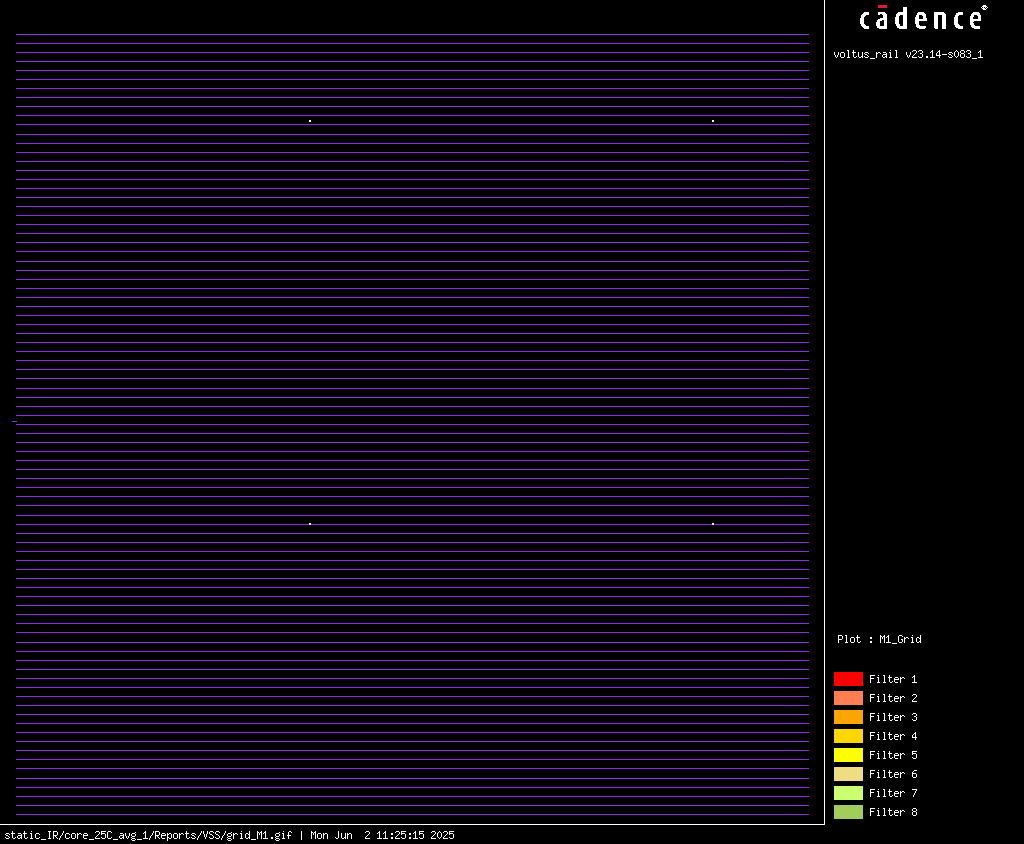 cādence®
voltus_rail v23.14-s083_1
Plot : M1_Grid
Filter 1
Filter 2
Filter 3
Filter 4
Filter 5
Filter 6
Filter 7
Filter 8
static_IR/core_25C_avg_1/Reports/VSS/grid_M1.gif | Mon Jun  2 11:25:15 2025